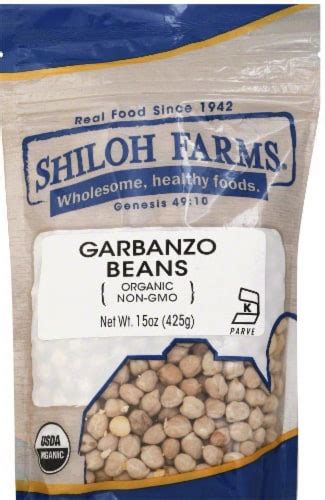 Real Food Since 1942
SHILOH FARMS®
Wholesome, healthy foods.
Genesis 49:10
GARBANZO
BEANS
{ ORGANIC
NON-GMO }
Net Wt. 15oz (425g)
K
PARVE
USDA
ORGANIC